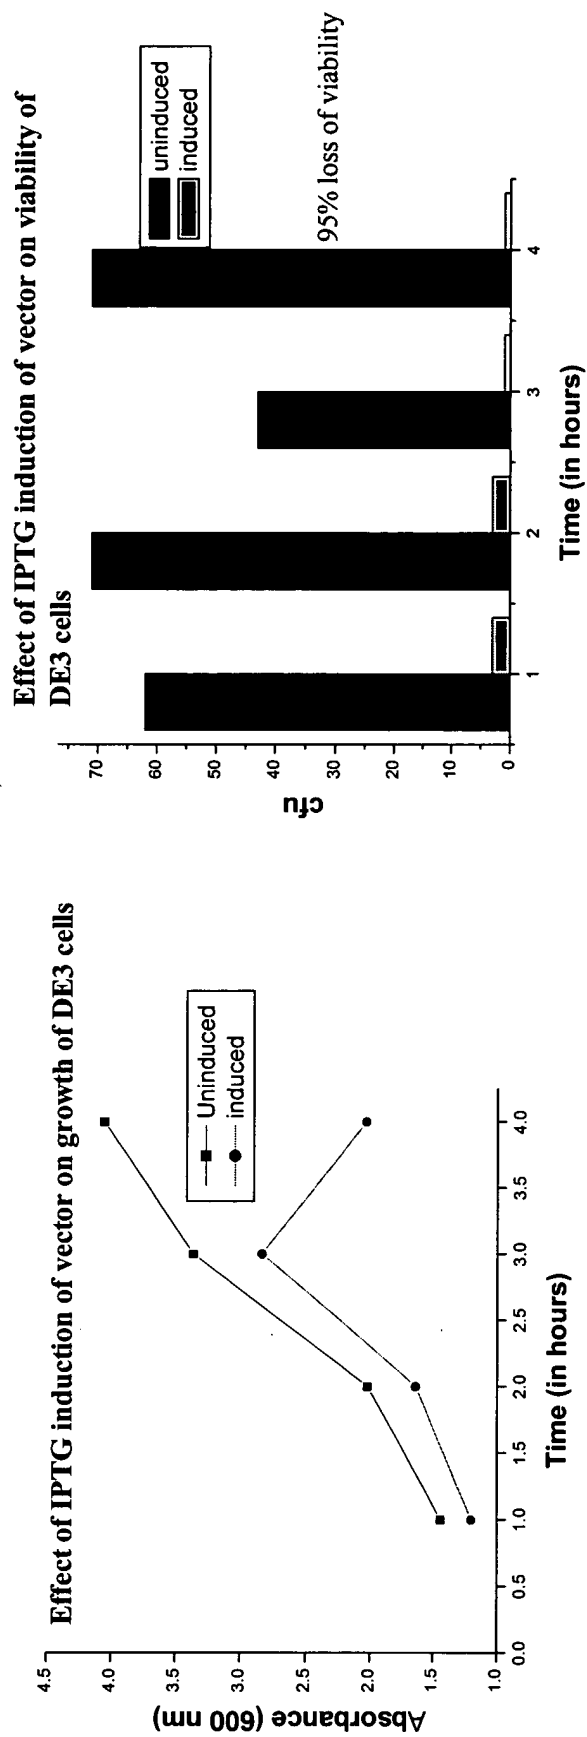 Effect of IPTG induction of vector on growth of DE3 cells
Absorbance (600 nm)
4.5
4.0
3.5
3.0
2.5
2.0
1.5
1.0
0.0
0.5
1.0
1.5
2.0
2.5
3.0
3.5
4.0
Time (in hours)
Uninduced
induced
Effect of IPTG induction of vector on viability of
DE3 cells
cfu
70
60
50
40
30
20
10
0
1
2
3
4
Time (in hours)
uninduced
induced
95% loss of viability